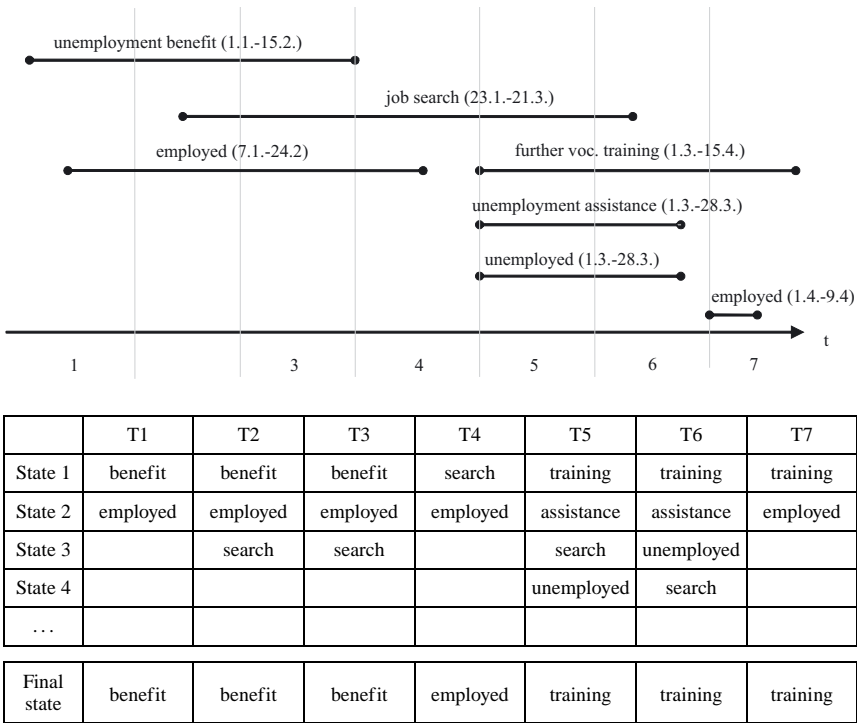 unemployment benefit (1.1.-15.2.)
job search (23.1.-21.3.)
employed (7.1.-24.2)
further voc. training (1.3.-15.4.)
unemployment assistance (1.3.-28.3.)
unemployed (1.3.-28.3.)
employed (1.4.-9.4)
t
1 3 4 5 6 7
T1 T2 T3 T4 T5 T6 T7
State 1 benefit benefit benefit search training training training
State 2 employed employed employed employed assistance assistance employed
State 3 search search search unemployed
State 4 unemployed search
...
Final
state benefit benefit benefit employed training training training